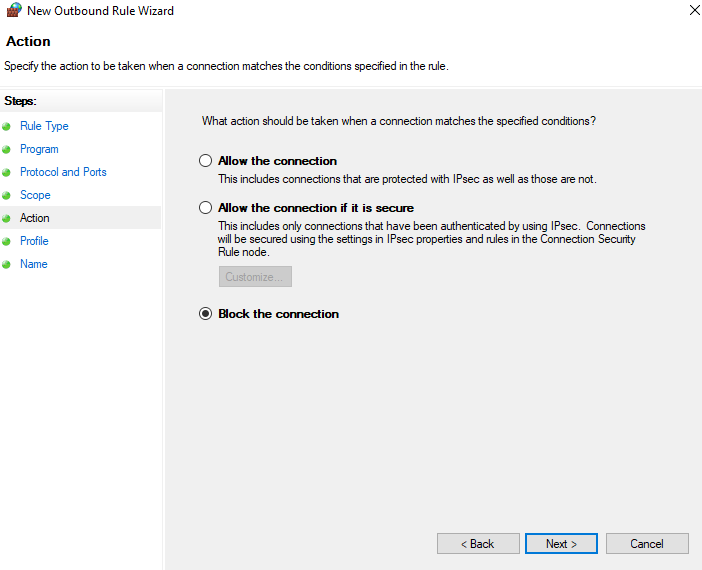 New Outbound Rule Wizard
Action
Specify the action to be taken when a connection matches the conditions specified in the rule.
Steps:
Rule Type
Program
Protocol and Ports
Scope
Action
Profile
Name
What action should be taken when a connection matches the specified conditions?
Allow the connection
This includes connections that are protected with IPsec as well as those are not.
Allow the connection if it is secure
This includes only connections that have been authenticated by using IPsec. Connections
will be secured using the settings in IPsec properties and rules in the Connection Security
Rule node.
Customize...
Block the connection
< Back
Next >
Cancel